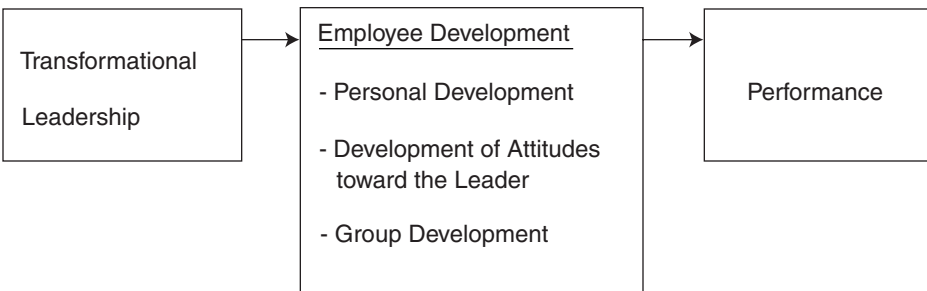 Transformational
Leadership
Employee Development
- Personal Development
- Development of Attitudes
toward the Leader
- Group Development
Performance